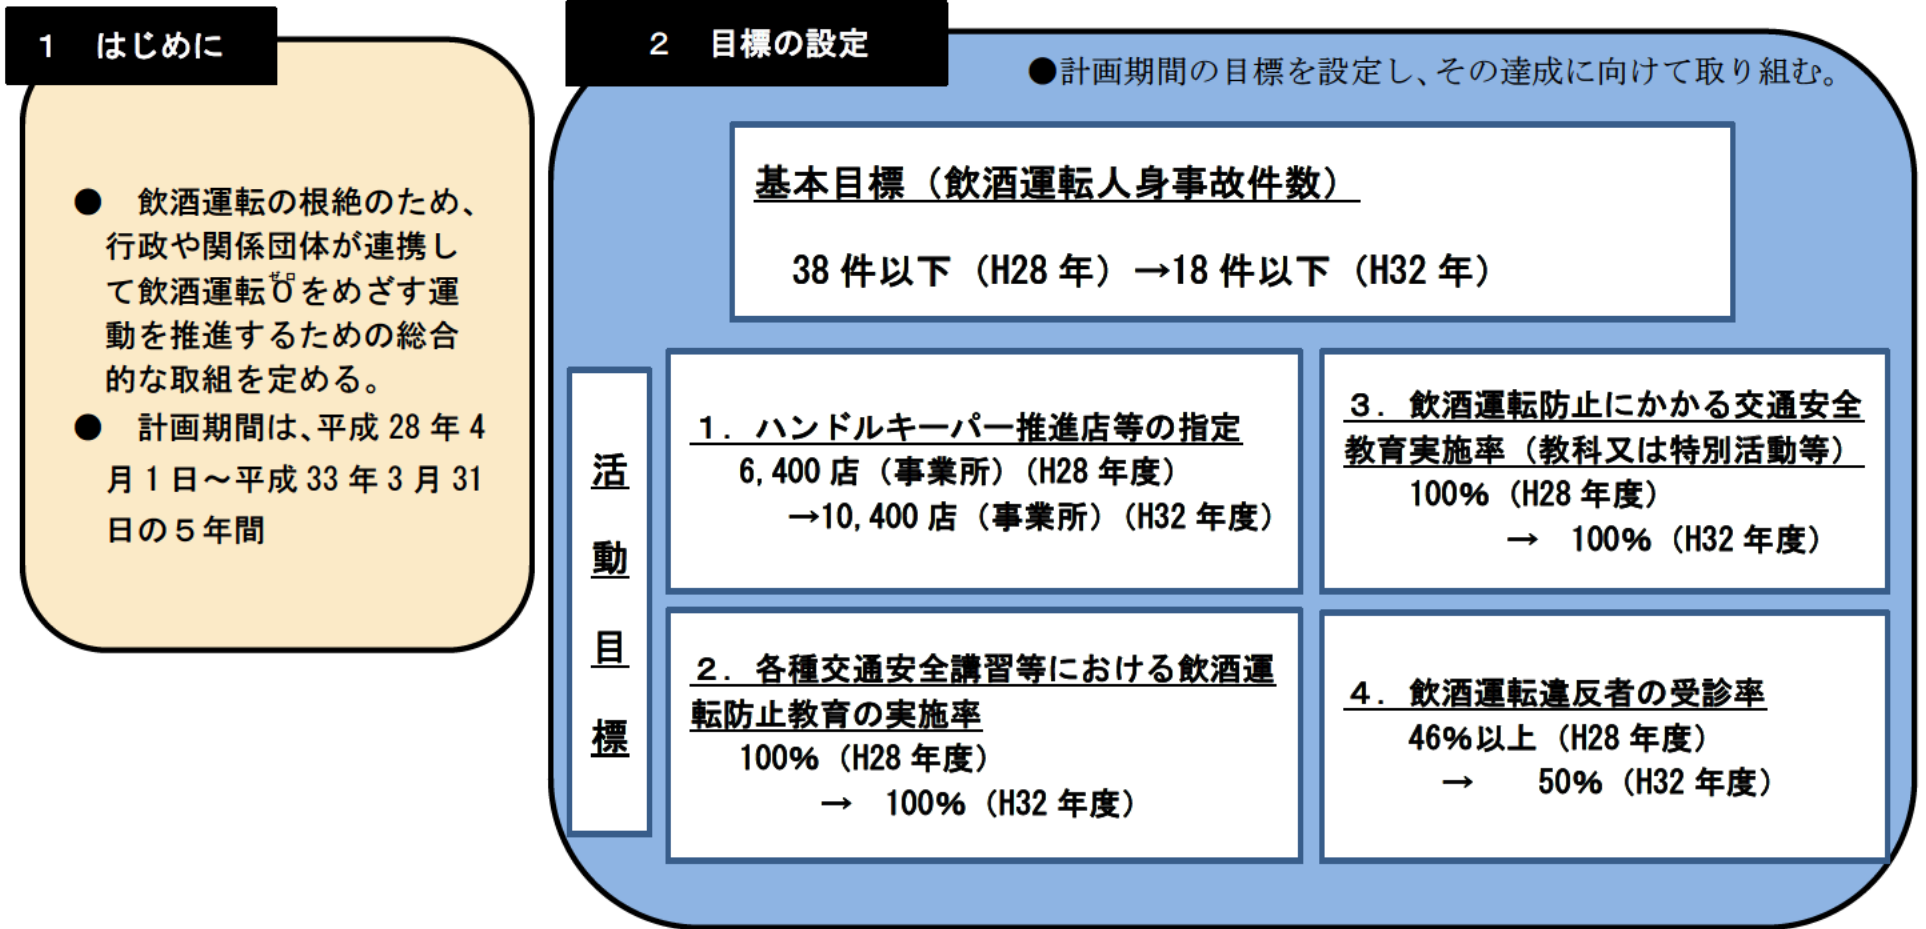 １　はじめに
●　飲酒運転の根絶のため、
行政や関係団体が連携し
て飲酒運転０をめざす運
ゼロ
動を推進するための総合
的な取組を定める。
●　計画期間は、平成 28 年 4
月 1 日～平成 33 年 3 月 31
日の５年間
２　目標の設定
●計画期間の目標を設定し、その達成に向けて取り組む。
基本目標（飲酒運転人身事故件数）
38 件以下（H28 年）→18 件以下（H32 年）
活動目標
１．ハンドルキーパー推進店等の指定
6,400 店（事業所）（H28 年度）
→10,400 店（事業所）（H32 年度）
２．各種交通安全講習等における飲酒運
転防止教育の実施率
100%（H28 年度）
→　100%（H32 年度）
３．飲酒運転防止にかかる交通安全
教育実施率（教科又は特別活動等）
100%（H28 年度）
→　100%（H32 年度）
４．飲酒運転違反者の受診率
46%以上（H28 年度）
→　50%（H32 年度）